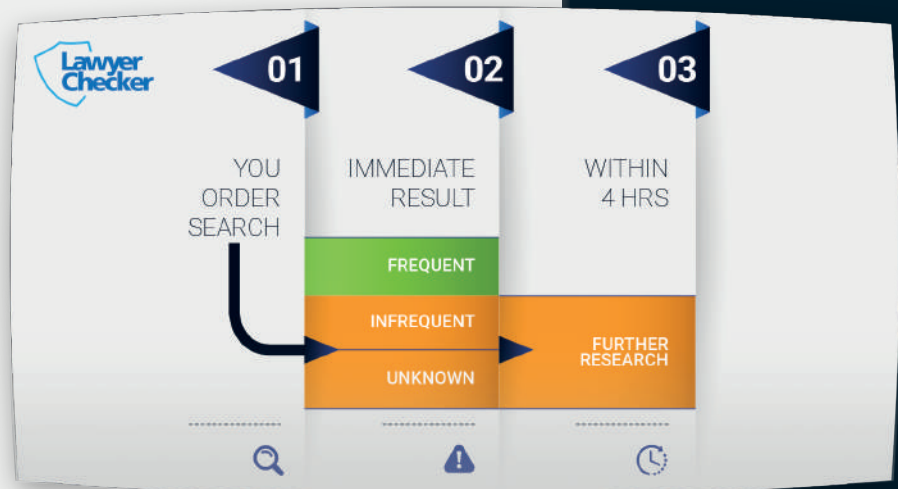 Lawyer
Checker
01
YOU
ORDER
SEARCH
02
IMMEDIATE
RESULT
FREQUENT
INFREQUENT
UNKNOWN
03
WITHIN
4 HRS
FURTHER
RESEARCH